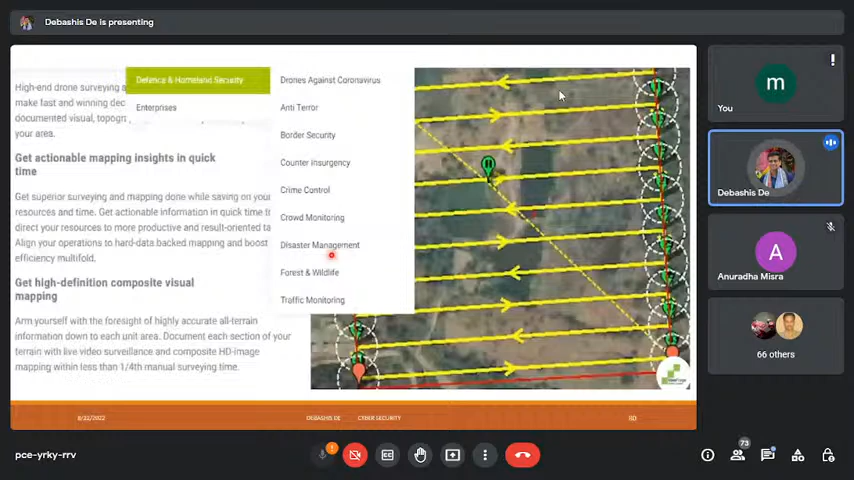 Debashis De is presenting
Defence & Homeland Security
Enterprises
Drones Against Coronavirus
Anti Terror
Border Security
Counter Insurgency
Crime Control
Crowd Monitoring
Disaster Management
Forest & Wildlife
Traffic Monitoring
High-end drone surveying a
make fast and winning dec
documented visual, topogr
your area.
Get actionable mapping insights in quick
time
Get superior surveying and mapping done while saving on your
resources and time. Get actionable information in quick time to
direct your resources to more productive and result-oriented ta
Align your operations to hard-data backed mapping and boost
efficiency multifold.
Get high-definition composite visual
mapping
Arm yourself with the foresight of highly accurate all-terrain
information down to each unit area. Document each section of your
terrain with live video surveillance and composite HD-image
mapping within less than 1/4th manual surveying time.
8/22/2022
DEBASHIS DE
CYBER SECURITY
80
m
You
Debashis De
A
Anuradha Misra
66 others
pce-yrky-rrv
73